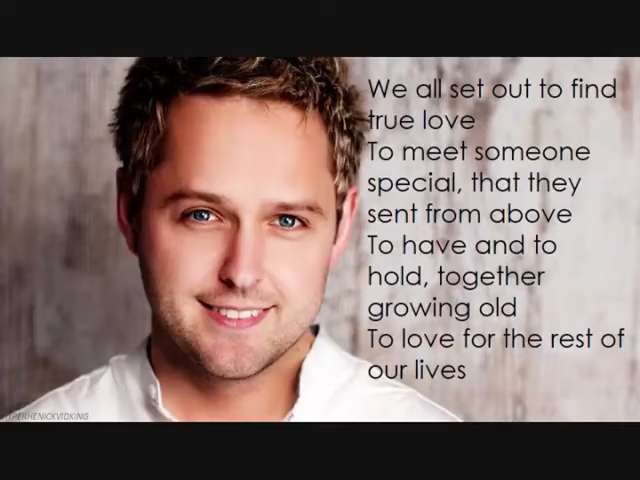 We all set out to find
true love
To meet someone
special, that they
sent from above
To have and to
hold, together
growing old
To love for the rest of
our lives